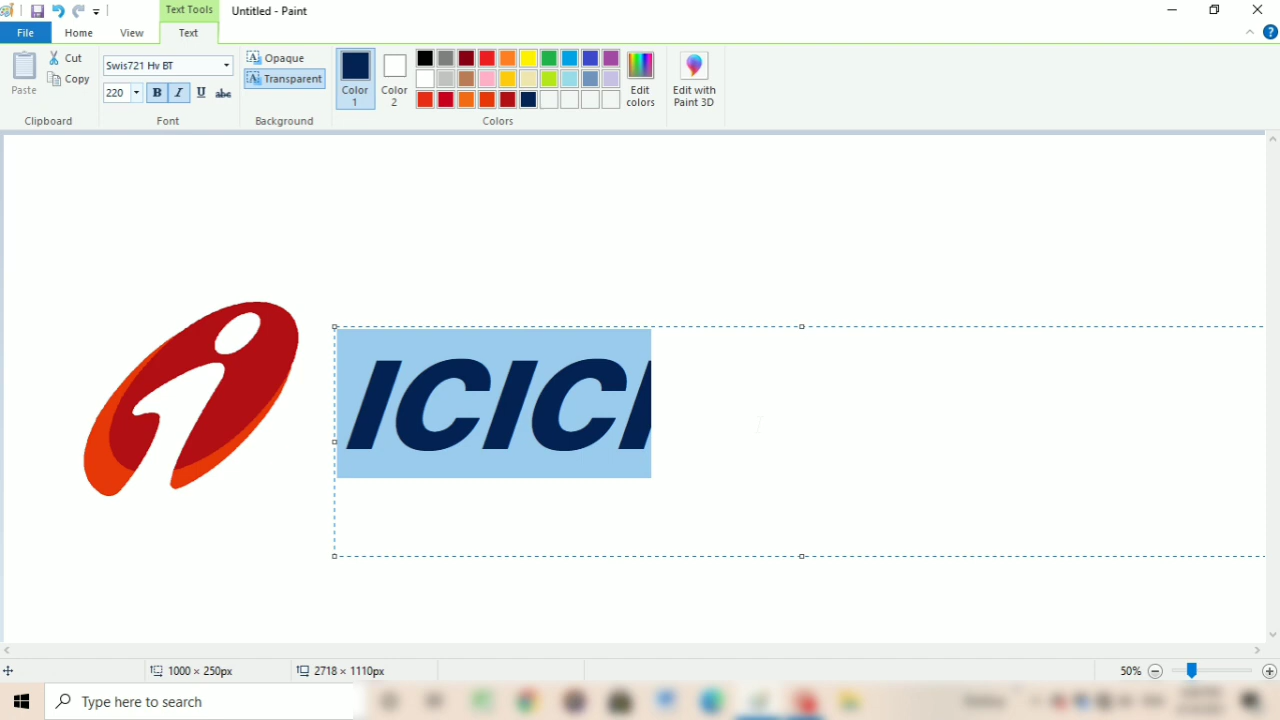 Text Tools
Untitled - Paint
File
Home
View
Text
Paste
Cut
Copy
Clipboard
Swis721 Hv BT
220
B
I
U
abc
Font
Opaque
Transparent
Background
Color 1
Color 2
Edit colors
Colors
Edit with Paint 3D
ICICI
1000 × 250px
2718 × 1110px
50%
Type here to search